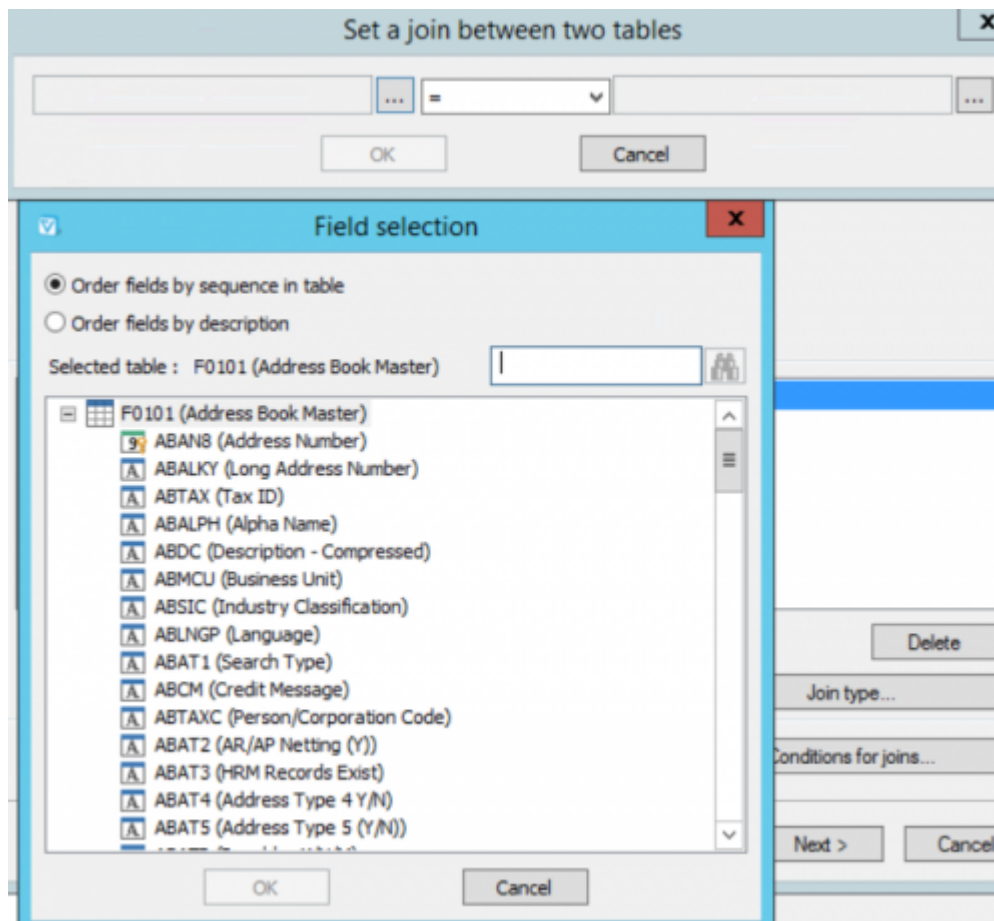 Set a join between two tables
x
... = ...
OK Cancel
Field selection
x
Order fields by sequence in table
Order fields by description
Selected table : F0101 (Address Book Master)
F0101 (Address Book Master)
ABAN8 (Address Number)
ABALKY (Long Address Number)
ABTAX (Tax ID)
ABALPH (Alpha Name)
ABDC (Description - Compressed)
ABMCU (Business Unit)
ABSIC (Industry Classification)
ABLNGP (Language)
ABAT1 (Search Type)
ABCM (Credit Message)
ABTAXC (Person/Corporation Code)
ABAT2 (AR/AP Netting (Y))
ABAT3 (HRM Records Exist)
ABAT4 (Address Type 4 Y/N)
ABAT5 (Address Type 5 (Y/N))
OK Cancel
Delete
Join type...
Conditions for joins...
Next > Cancel